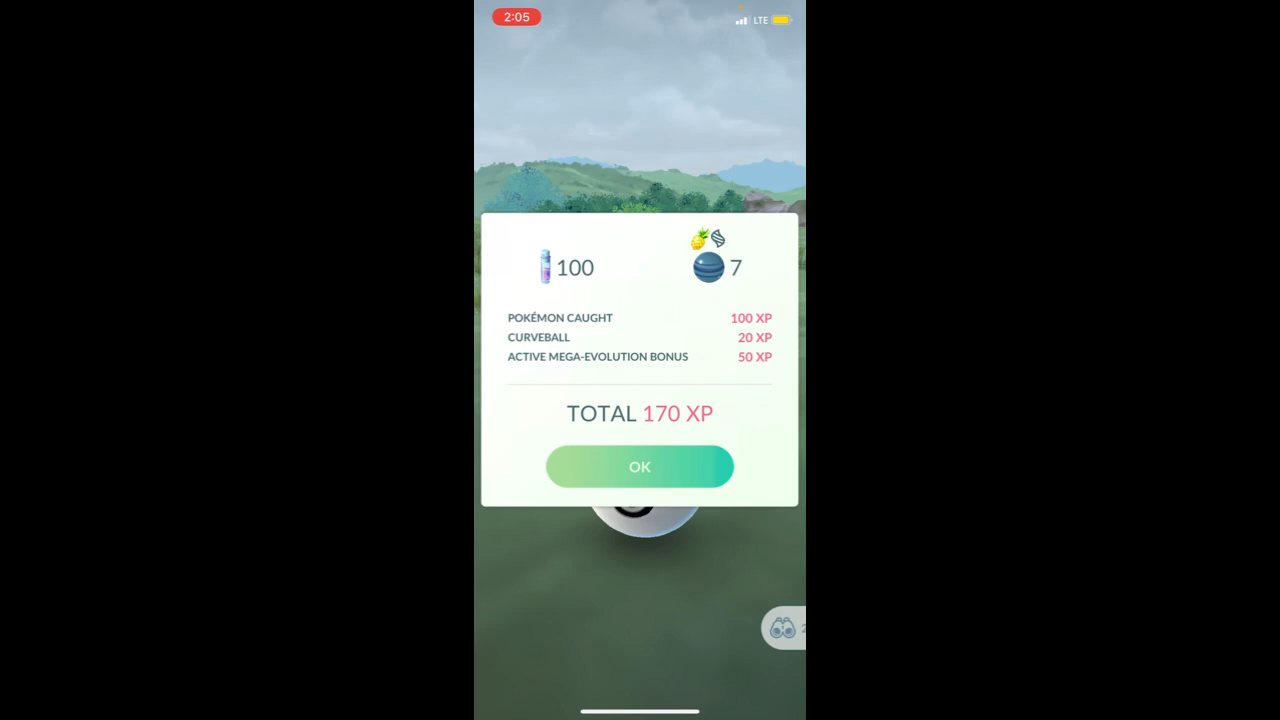 2:05
LTE
100
7
POKÉMON CAUGHT 100 XP
CURVEBALL 20 XP
ACTIVE MEGA-EVOLUTION BONUS 50 XP
TOTAL 170 XP
OK